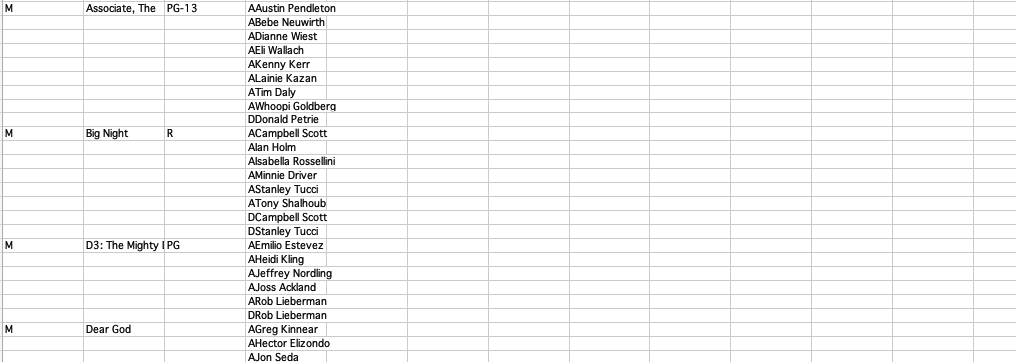 M Associate, The PG-13 AAustin Pendleton
ABebe Neuwirth
ADianne Wiest
AEli Wallach
AKenny Kerr
ALainie Kazan
ATim Daly
AWhoopi Goldberg
DDonald Petrie
M Big Night R ACampbell Scott
AIan Holm
AIsabella Rossellini
AMinnie Driver
AStanley Tucci
ATony Shalhoub
DCampbell Scott
DStanley Tucci
M D3: The Mighty PG AEmilio Estevez
AHeidi Kling
AJeffrey Nordling
AJoss Ackland
ARob Lieberman
DRob Lieberman
M Dear God AGreg Kinnear
AHector Elizondo
AJon Seda